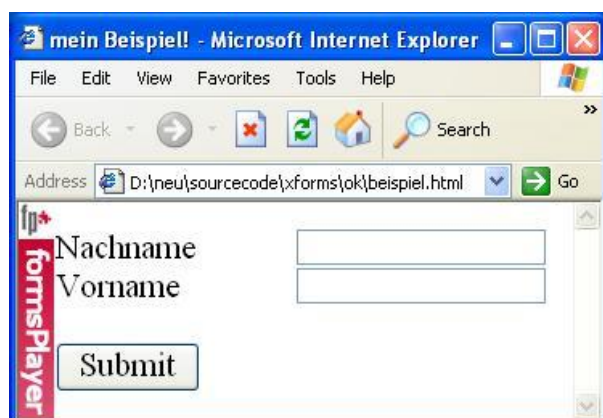 mein Beispiel! - Microsoft Internet Explorer
File Edit View Favorites Tools Help
Back Search »
Address D:\neu\sourcecode\xforms\ok\beispiel.html Go
fp*
formsPlayer
Nachname
Vorname
Submit